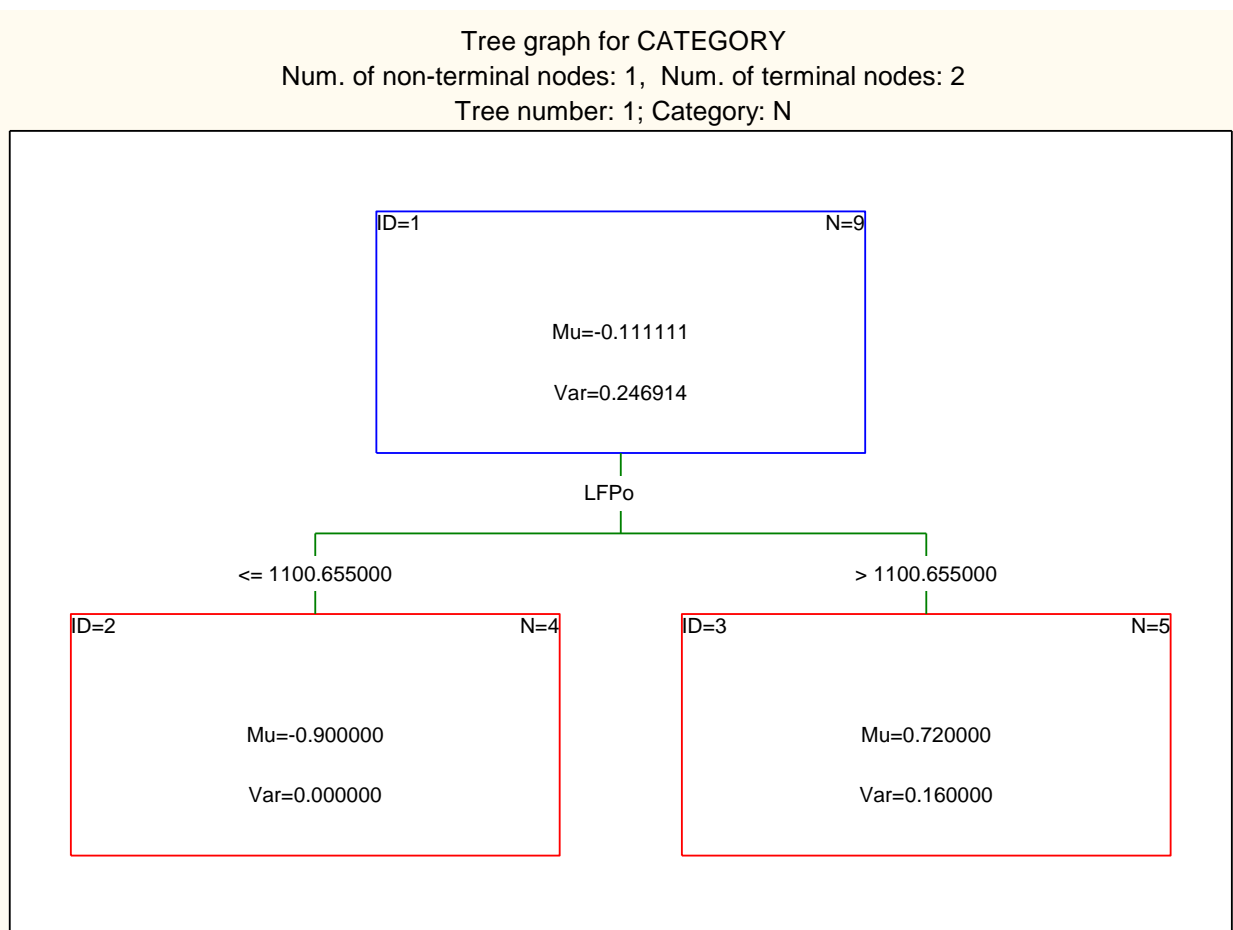 Tree graph for CATEGORY
Num. of non-terminal nodes: 1,  Num. of terminal nodes: 2
Tree number: 1; Category: N
ID=1 N=9
Mu=-0.111111
Var=0.246914
LFPo
<= 1100.655000 > 1100.655000
ID=2 N=4 ID=3 N=5
Mu=-0.900000 Mu=0.720000
Var=0.000000 Var=0.160000